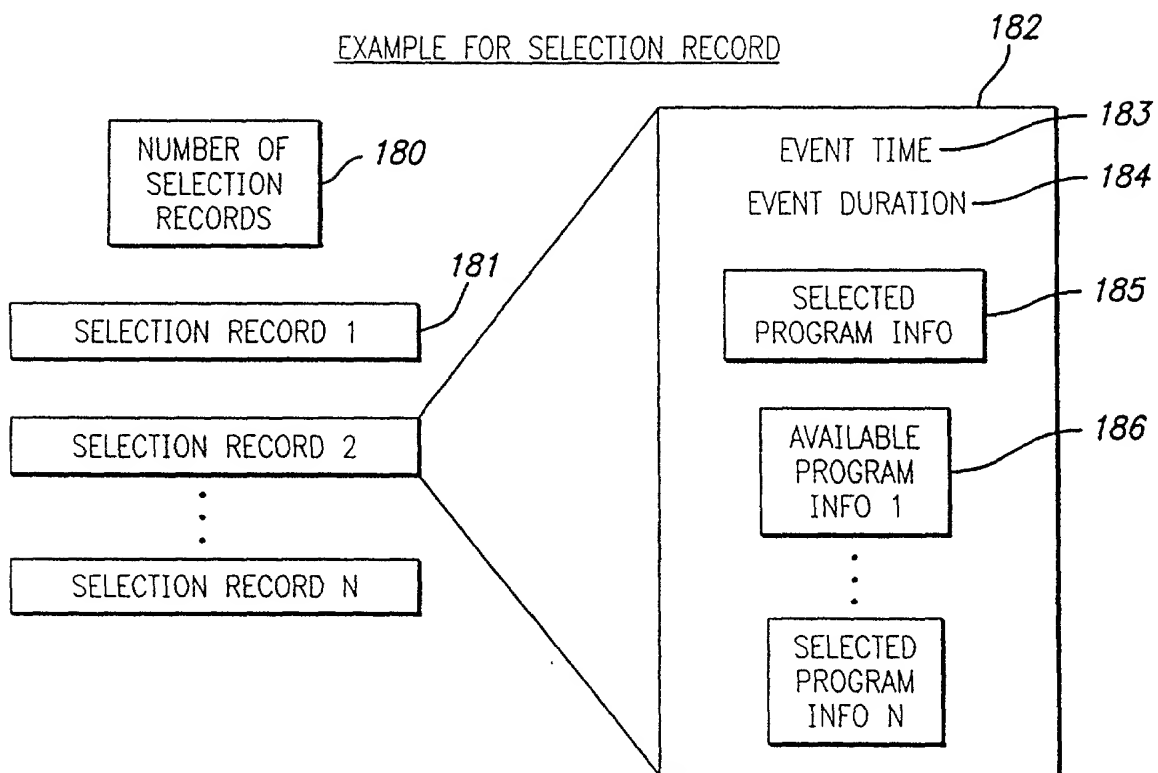 EXAMPLE FOR SELECTION RECORD
182
NUMBER OF
SELECTION
RECORDS
180
SELECTION RECORD 1
181
SELECTION RECORD 2
SELECTION RECORD N
EVENT TIME
183
EVENT DURATION
184
SELECTED
PROGRAM INFO
185
AVAILABLE
PROGRAM
INFO 1
186
SELECTED
PROGRAM
INFO N